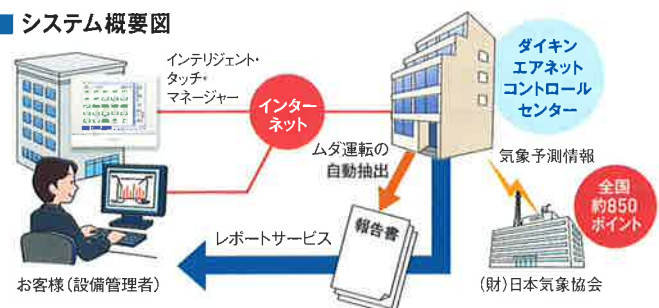 ■ システム概要図
インテリジェント・
タッチ・
マネージャー
インター
ネット
ダイキン
エアネット
コントロール
センター
ムダ運転の
自動抽出
気象予測情報
全国
約850
ポイント
報告書
レポートサービス
お客様(設備管理者)
(財)日本気象協会